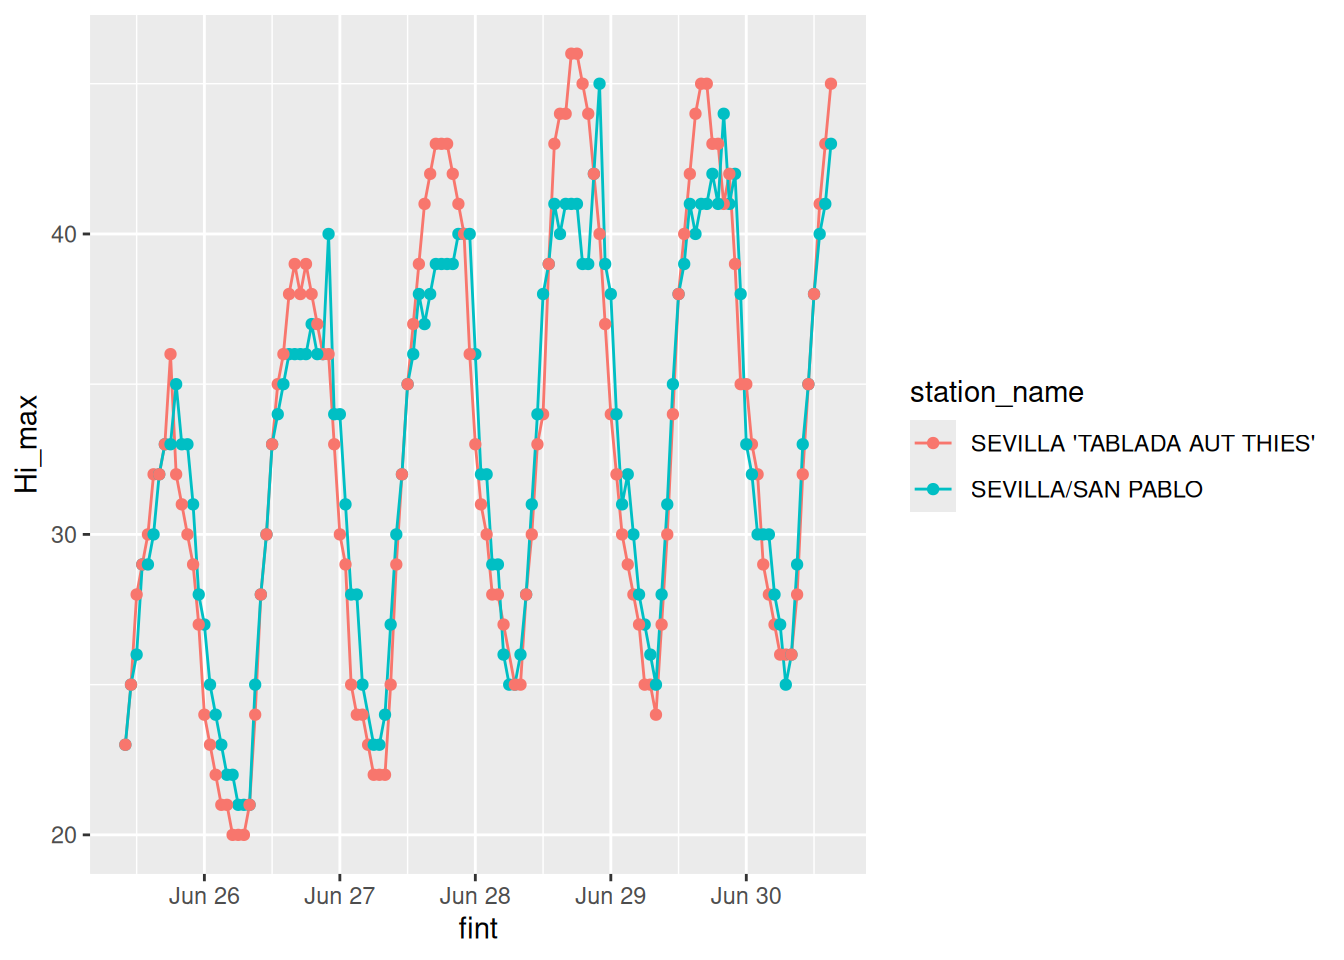 Hi_max
40
30
20
Jun 26 Jun 27 Jun 28 Jun 29 Jun 30
fint
station_name
SEVILLA 'TABLADA AUT THIES'
SEVILLA/SAN PABLO